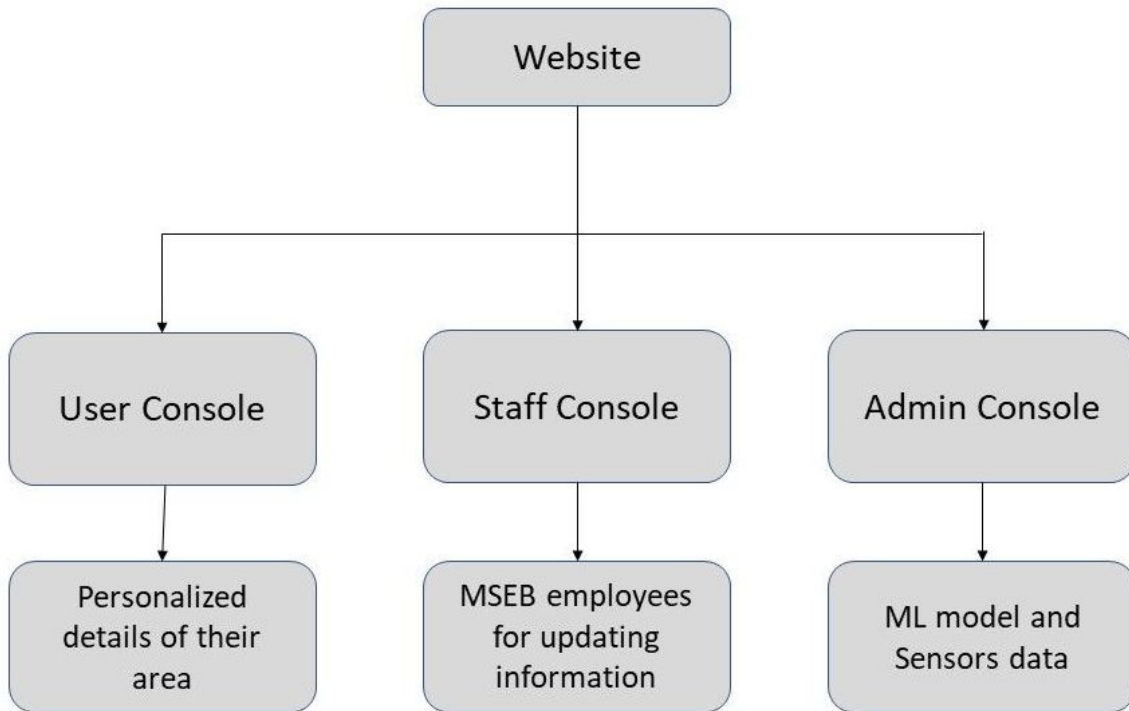 Website
User Console
Staff Console
Admin Console
Personalized
details of their
area
MSEB employees
for updating
information
ML model and
Sensors data